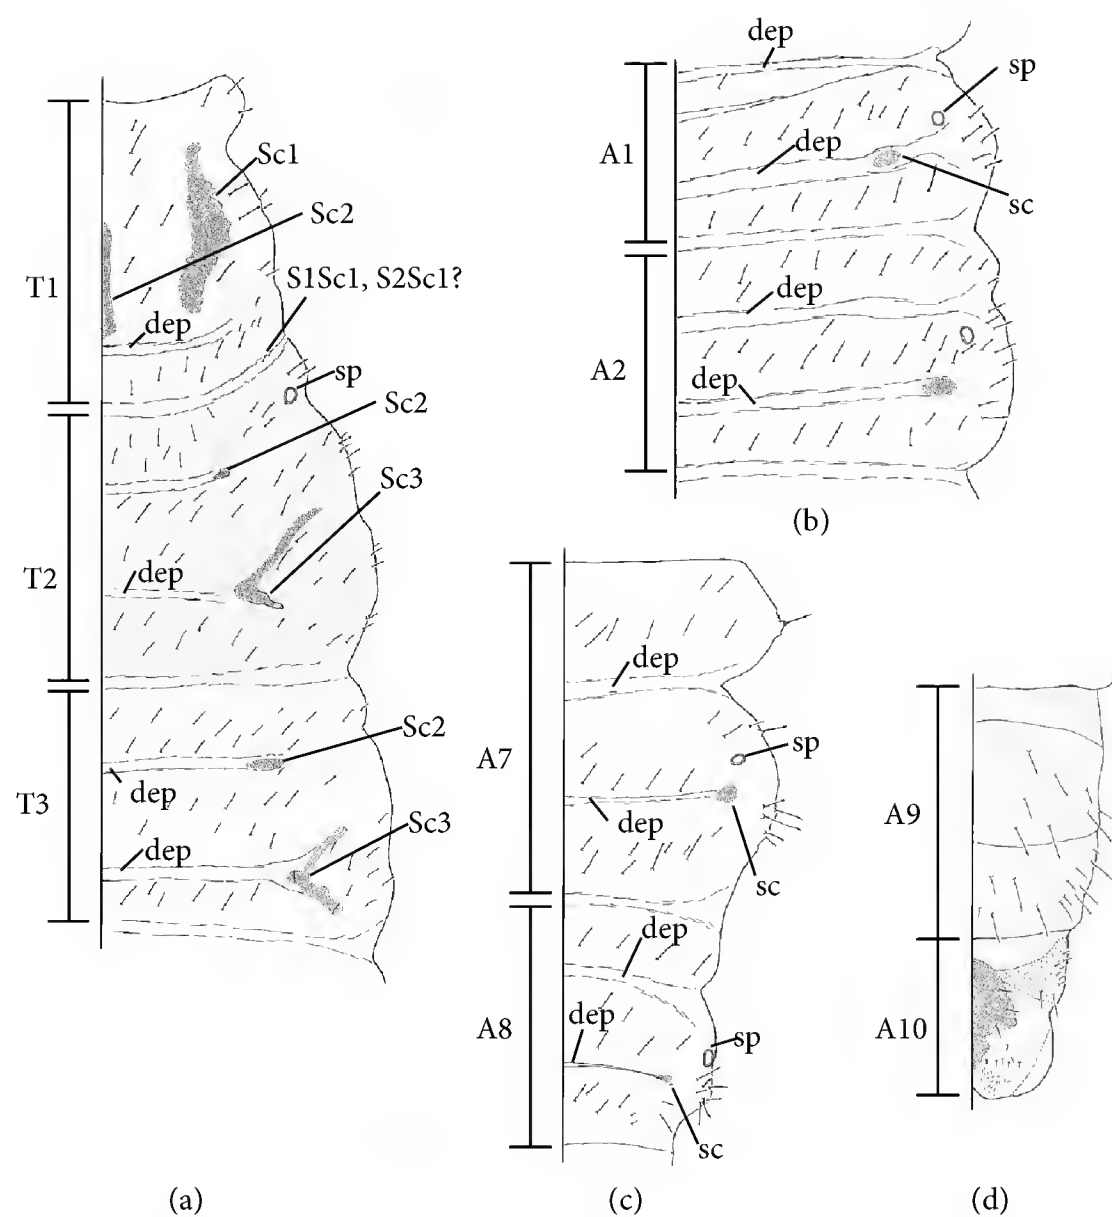 Sc1
Sc2
T1
S1Sc1, S2Sc1?
dep
sp
Sc2
Sc3
T2
dep
Sc2
T3
dep
Sc3
dep
(a)
dep
sp
A1
dep
sc
dep
A2
dep
(b)
dep
A7
sp
dep
sc
dep
A8
dep
sp
sc
(c)
A9
A10
(d)